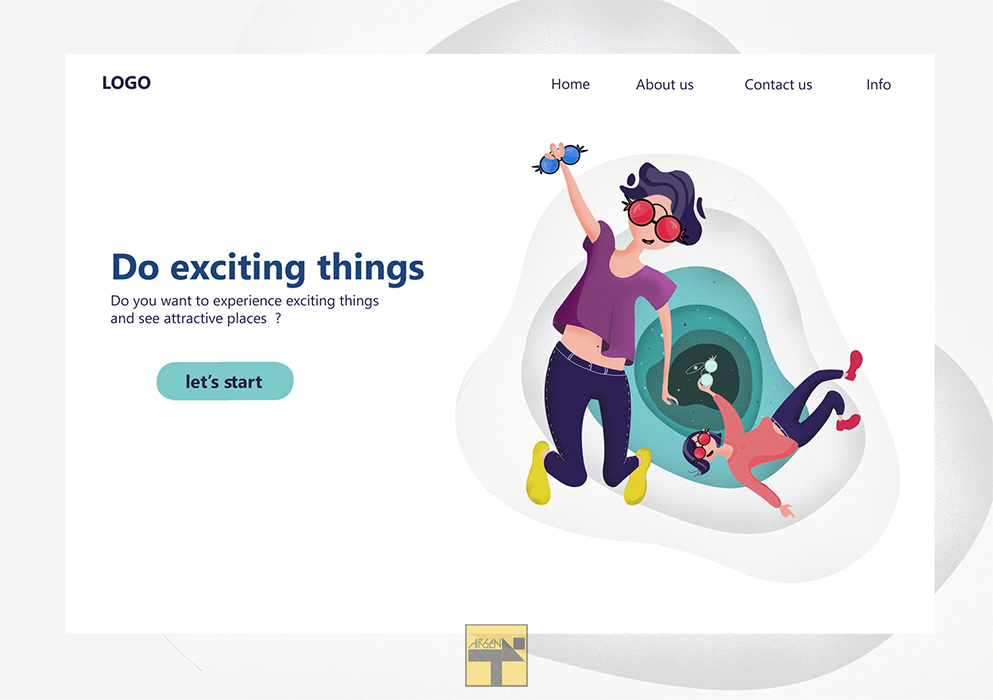 LOGO
Home About us Contact us Info
Do exciting things
Do you want to experience exciting things
and see attractive places ?
let's start